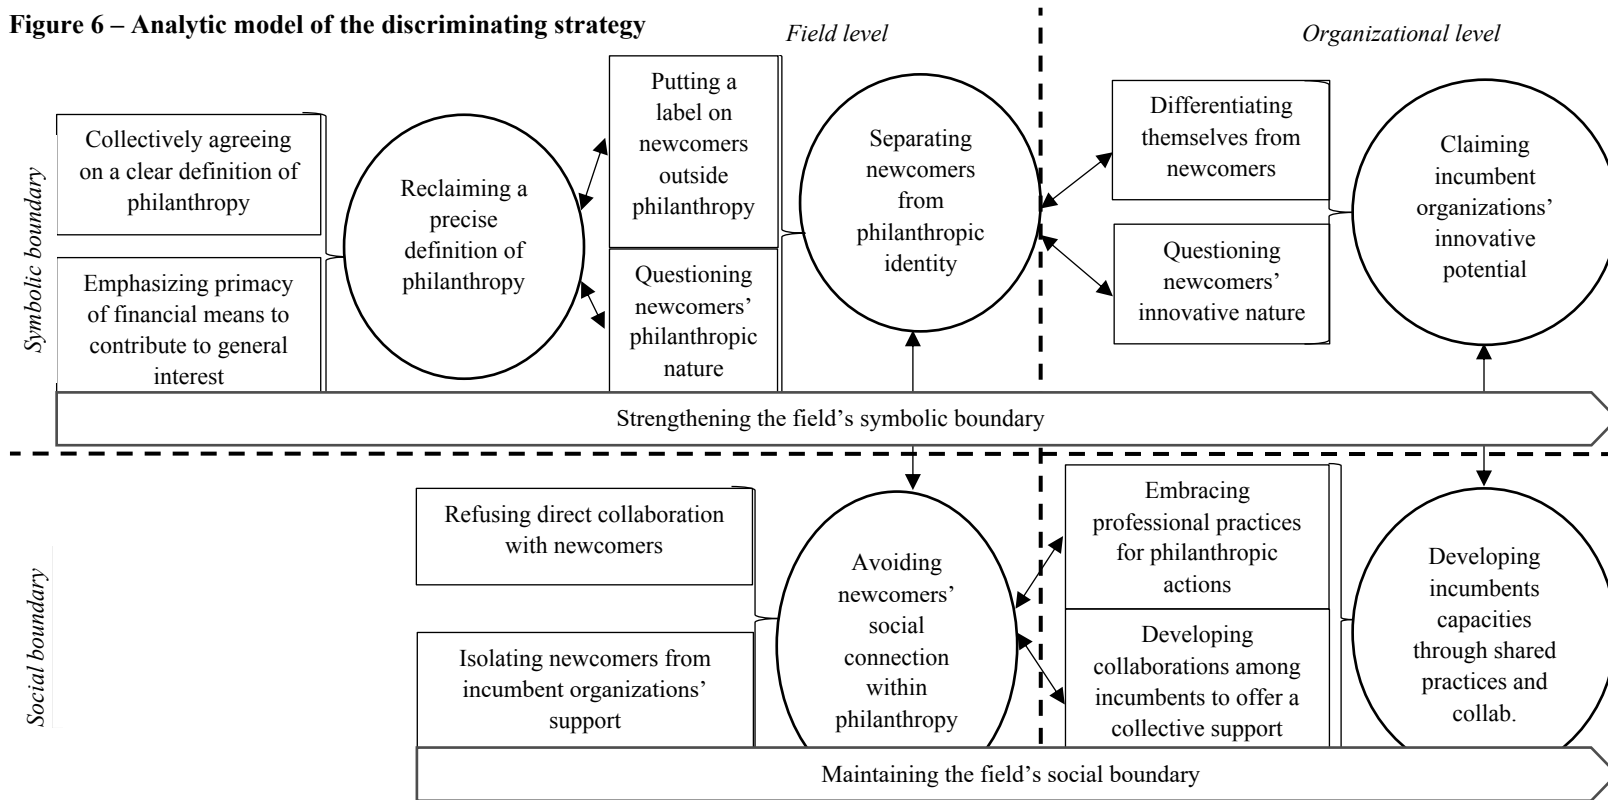 Figure 6 – Analytic model of the discriminating strategy
Field level
Organizational level
Symbolic boundary
Collectively agreeing
on a clear definition of
philanthropy
Emphasizing primacy
of financial means to
contribute to general
interest
Reclaiming a
precise
definition of
philanthropy
Putting a
label on
newcomers
outside
philanthropy
Questioning
newcomers’
philanthropic
nature
Separating
newcomers
from
philanthropic
identity
Differentiating
themselves from
newcomers
Questioning
newcomers’
innovative nature
Claiming
incumbent
organizations’
innovative
potential
Strengthening the field’s symbolic boundary
Social boundary
Refusing direct collaboration
with newcomers
Isolating newcomers from
incumbent organizations’
support
Avoiding
newcomers’
social
connection
within
philanthropy
Embracing
professional practices
for philanthropic
actions
Developing
collaborations among
incumbents to offer a
collective support
Developing
incumbents
capacities
through shared
practices and
collab.
Maintaining the field’s social boundary